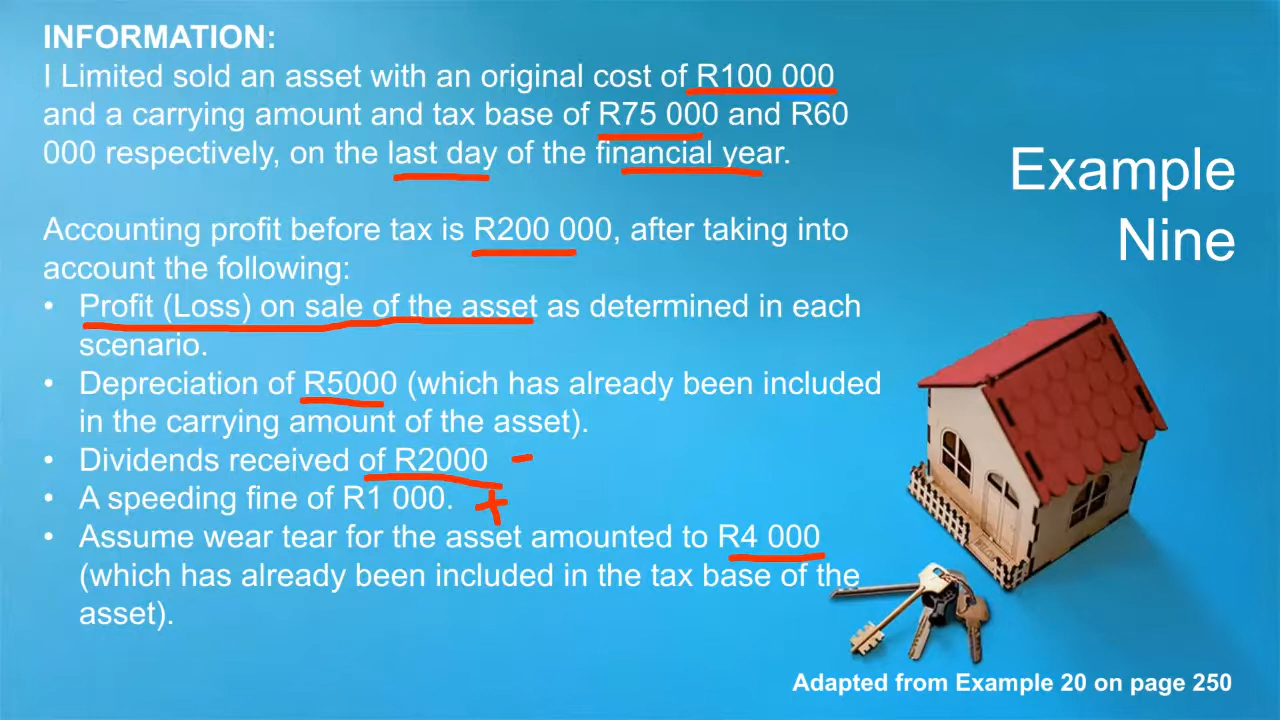 INFORMATION:
I Limited sold an asset with an original cost of R100 000
and a carrying amount and tax base of R75 000 and R60
000 respectively, on the last day of the financial year.
Accounting profit before tax is R200 000, after taking into
account the following:
• Profit (Loss) on sale of the asset as determined in each
scenario.
• Depreciation of R5000 (which has already been included
in the carrying amount of the asset).
• Dividends received of R2000 -
• A speeding fine of R1 000. +
• Assume wear tear for the asset amounted to R4 000
(which has already been included in the tax base of the
asset).
Example
Nine
Adapted from Example 20 on page 250